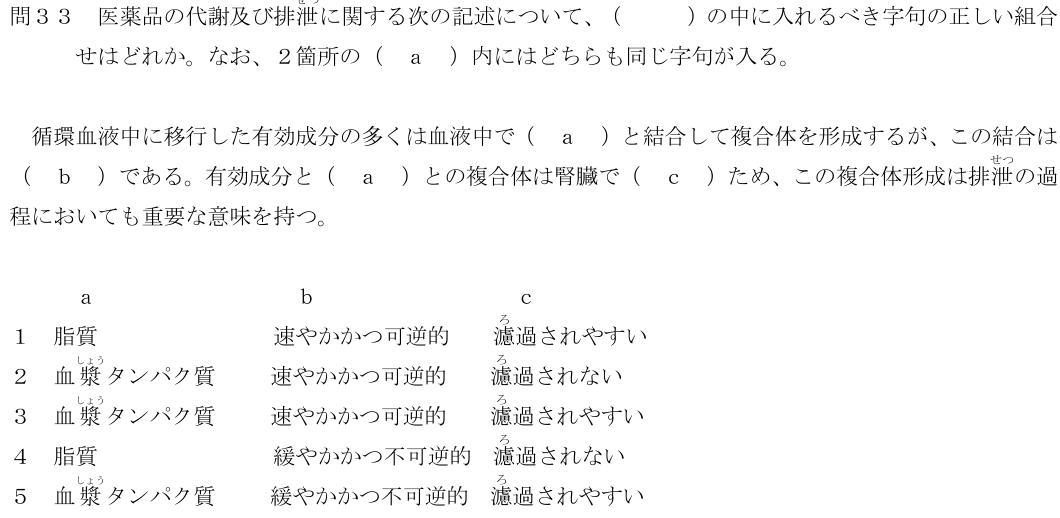 問３３　医薬品の代謝及び排泄に関する次の記述について、（　　　）の中に入れるべき字句の正しい組合
せはどれか。なお、２箇所の（　ａ　）内にはどちらも同じ字句が入る。
循環血液中に移行した有効成分の多くは血液中で（　ａ　）と結合して複合体を形成するが、この結合は
（　ｂ　）である。有効成分と（　ａ　）との複合体は腎臓で（　ｃ　）ため、この複合体形成は排泄の過
程においても重要な意味を持つ。
ａ　ｂ　ｃ
１　脂質　速やかかつ可逆的　濾過されやすい
２　血漿タンパク質　速やかかつ可逆的　濾過されない
３　血漿タンパク質　速やかかつ可逆的　濾過されやすい
４　脂質　緩やかかつ不可逆的　濾過されない
５　血漿タンパク質　緩やかかつ不可逆的　濾過されやすい